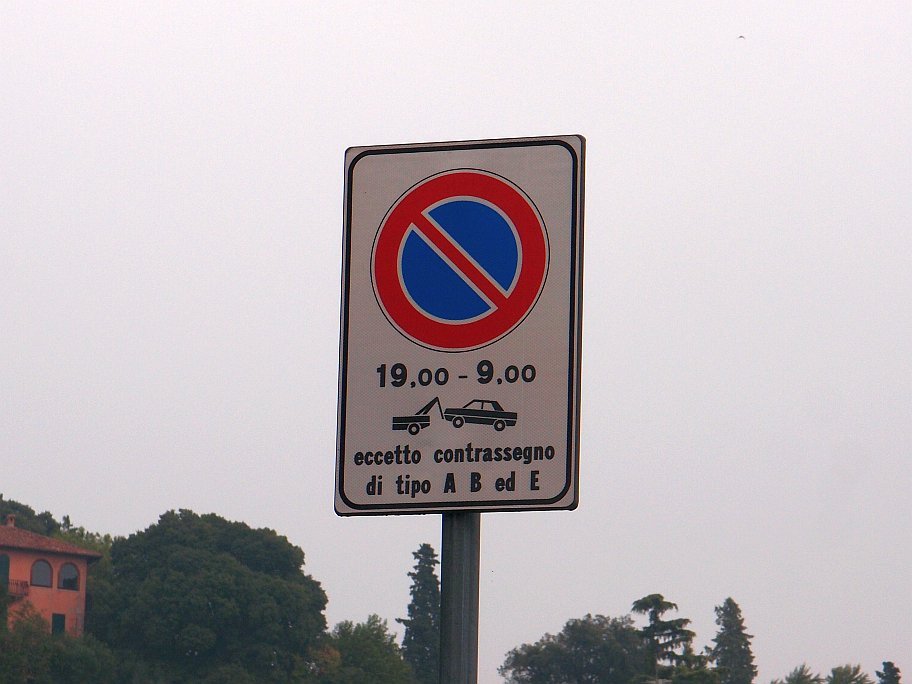 19.00 - 9.00
eccetto contrassegno
di tipo A B ed E